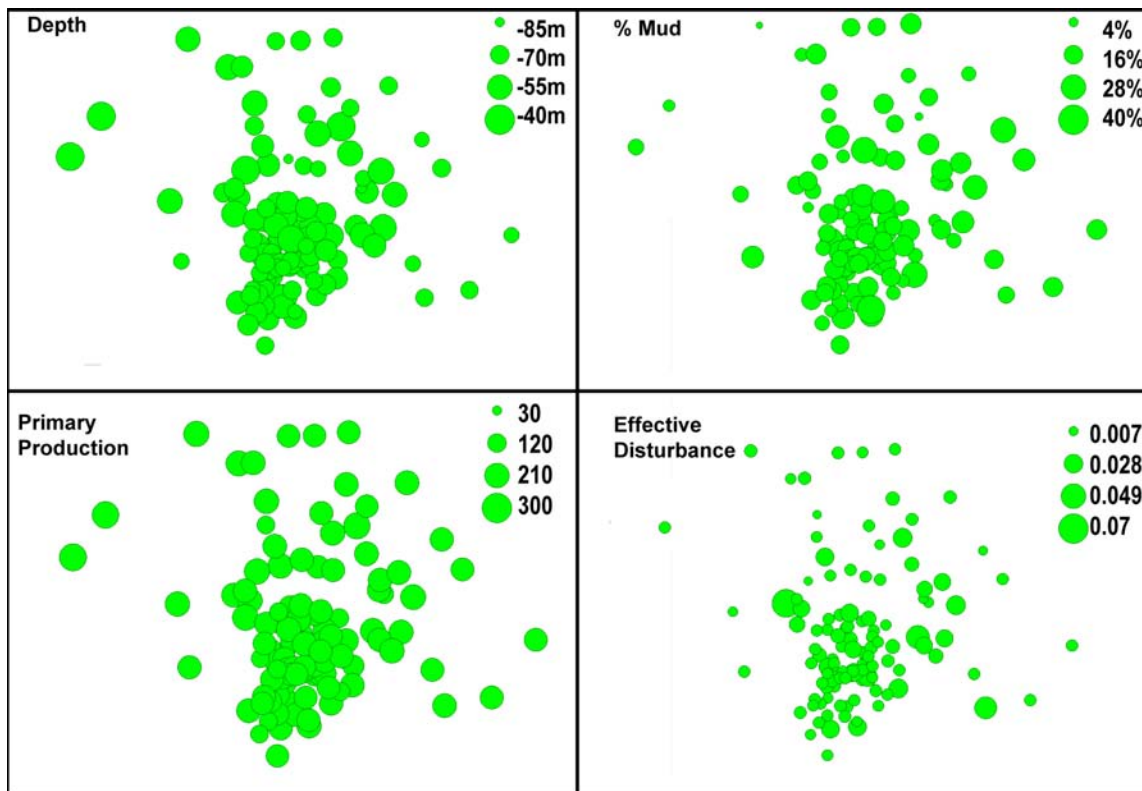 Depth
-85m
-70m
-55m
-40m
% Mud
4%
16%
28%
40%
Primary
Production
30
120
210
300
Effective
Disturbance
0.007
0.028
0.049
0.07